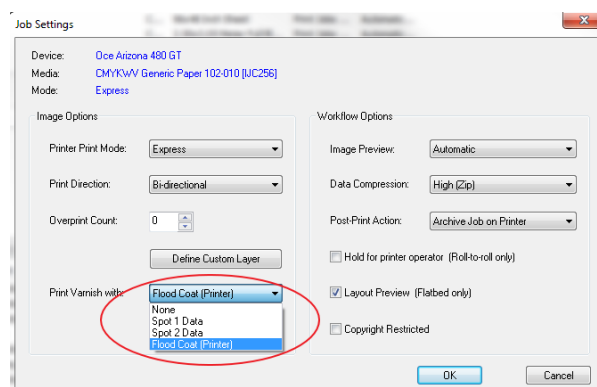 Job Settings
Device: Oce Arizona 480 GT
Media: CMYKWV Generic Paper 102-010 [IJC256]
Mode: Express
Image Options
Printer Print Mode: Express
Print Direction: Bi-directional
Overprint Count: 0
Define Custom Layer
Print Varnish with: Flood Coat (Printer)
None
Spot 1 Data
Spot 2 Data
Flood Coat (Printer)
Workflow Options
Image Preview: Automatic
Data Compression: High (Zip)
Post-Print Action: Archive Job on Printer
Hold for printer operator (Roll-to-roll only)
Layout Preview (Flatbed only)
Copyright Restricted
OK Cancel